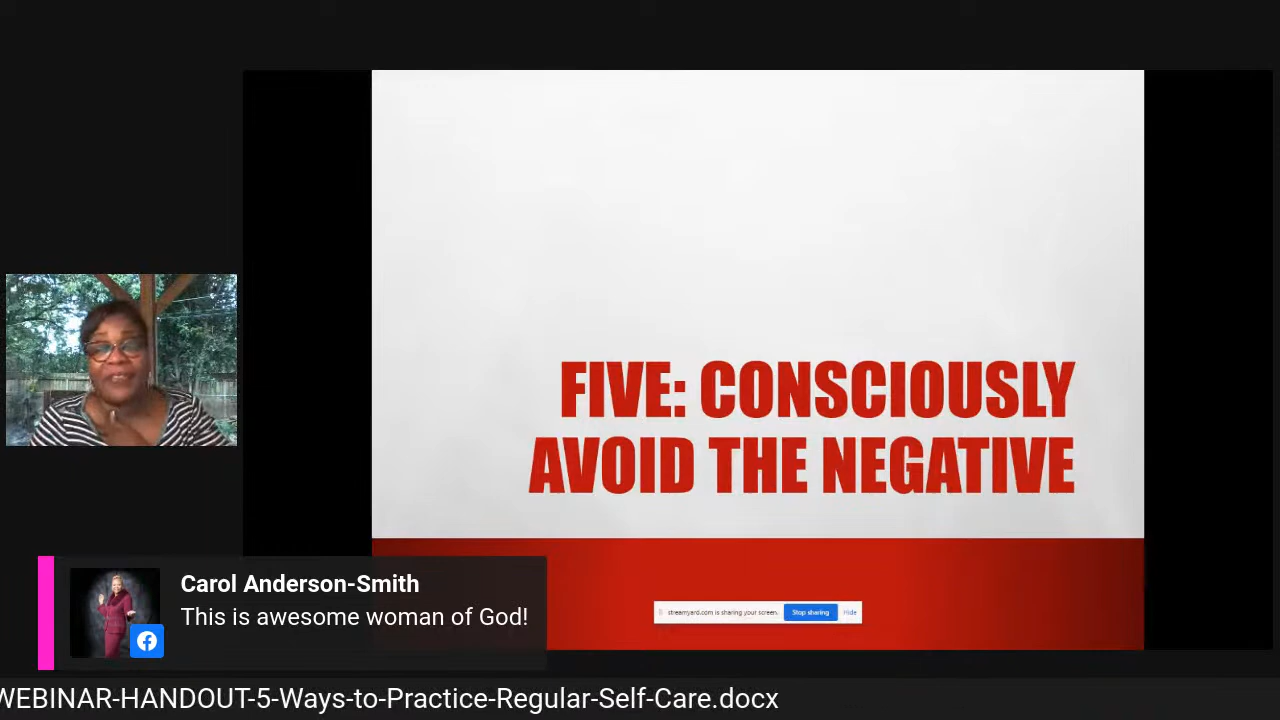 FIVE: CONSCIOUSLY
AVOID THE NEGATIVE
streamyard.com is sharing your screen.
Stop sharing
Hide
Carol Anderson-Smith
This is awesome woman of God!
WEBINAR-HANDOUT-5-Ways-to-Practice-Regular-Self-Care.docx